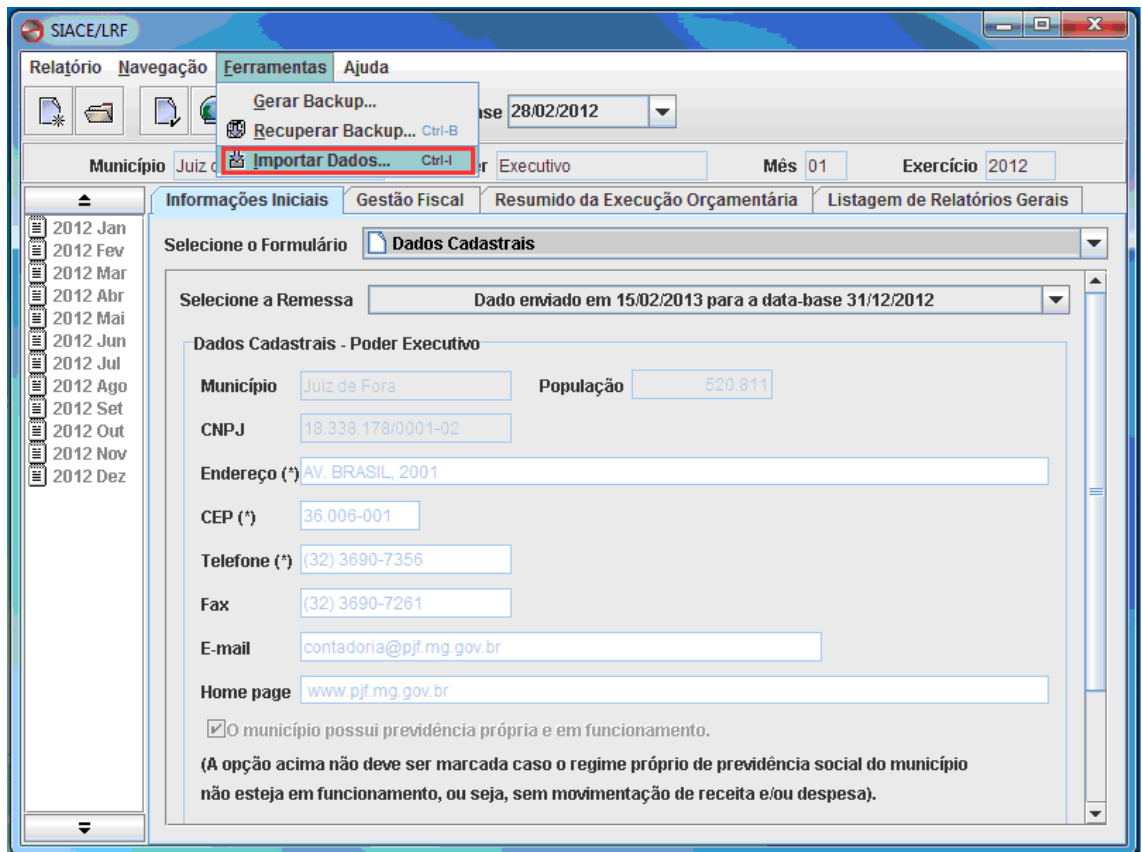 SIACE/LRF
Relatório Navegação Ferramentas Ajuda
Gerar Backup...
28/02/2012
Recuperar Backup... Ctrl-B
Importar Dados... Ctrl-I
Município Juiz Executivo Mês 01 Exercício 2012
Informações Iniciais Gestão Fiscal Resumido da Execução Orçamentária Listagem de Relatórios Gerais
2012 Jan
2012 Fev
2012 Mar
2012 Abr
2012 Mai
2012 Jun
2012 Jul
2012 Ago
2012 Set
2012 Out
2012 Nov
2012 Dez
Selecione o Formulário Dados Cadastrais
Selecione a Remessa Dado enviado em 15/02/2013 para a data-base 31/12/2012
Dados Cadastrais - Poder Executivo
Município Juiz de Fora População 520.811
CNPJ 18.338.178/0001-02
Endereço (*) AV. BRASIL, 2001
CEP (*) 36.006-001
Telefone (*) (32) 3690-7356
Fax (32) 3690-7261
E-mail contadoria@pjf.mg.gov.br
Home page www.pjf.mg.gov.br
O município possui previdência própria e em funcionamento.
(A opção acima não deve ser marcada caso o regime próprio de previdência social do município
não esteja em funcionamento, ou seja, sem movimentação de receita e/ou despesa).